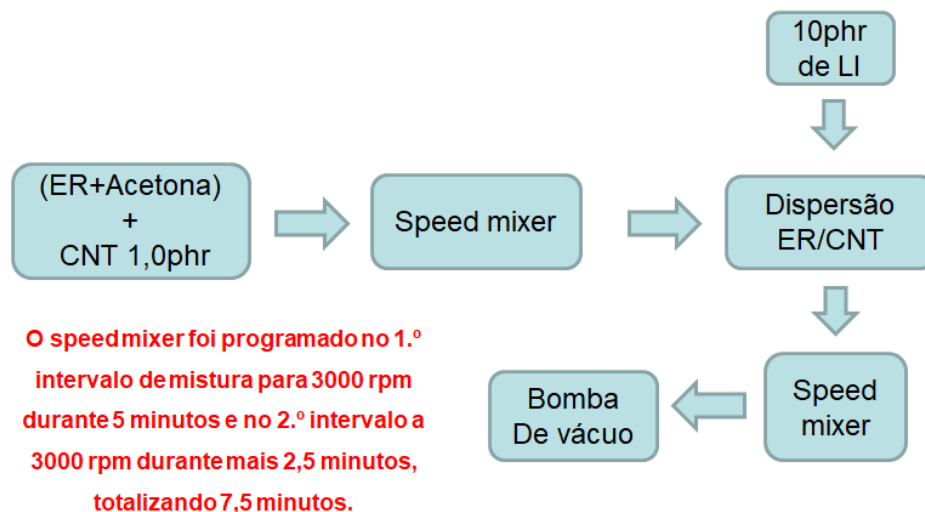 10phr
de LI
(ER+Acetona)
+
CNT 1,0phr
Speed mixer
Dispersão
ER/CNT
O speed mixer foi programado no 1.º
intervalo de mistura para 3000 rpm
durante 5 minutos e no 2.º intervalo a
3000 rpm durante mais 2,5 minutos,
totalizando 7,5 minutos.
Speed
mixer
Bomba
De vácuo